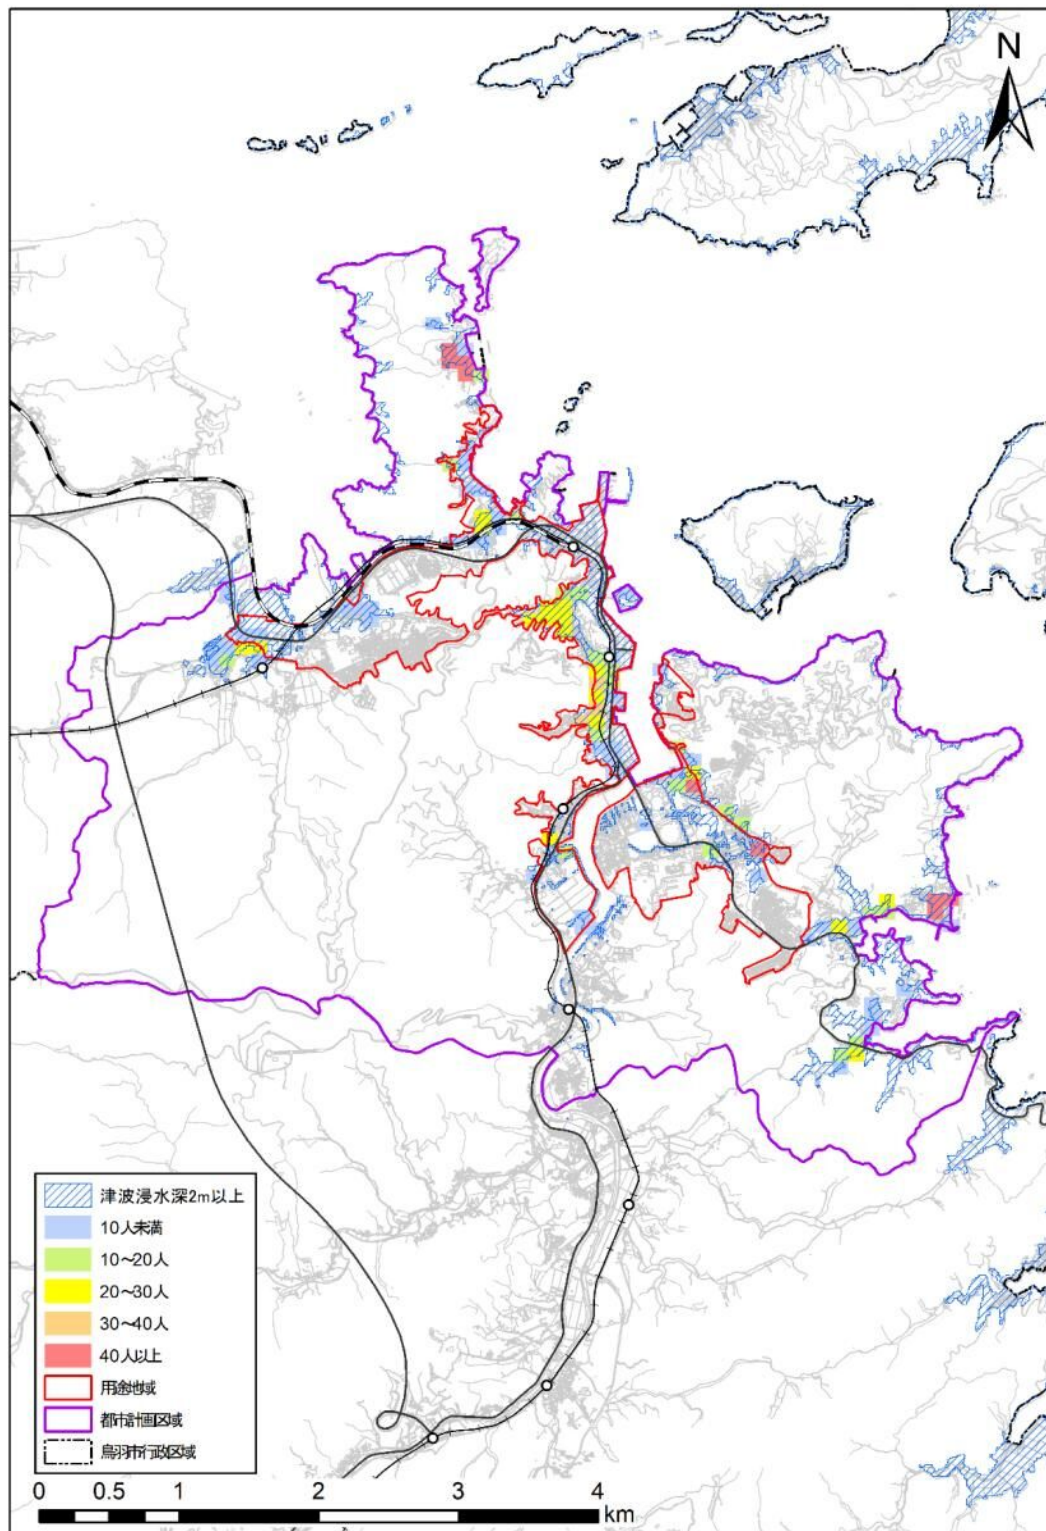 N
津波浸水深2m以上
10人未満
10～20人
20～30人
30～40人
40人以上
用途地域
都市計画区域
鳥羽市行政区域
0 0.5 1 2 3 4
km